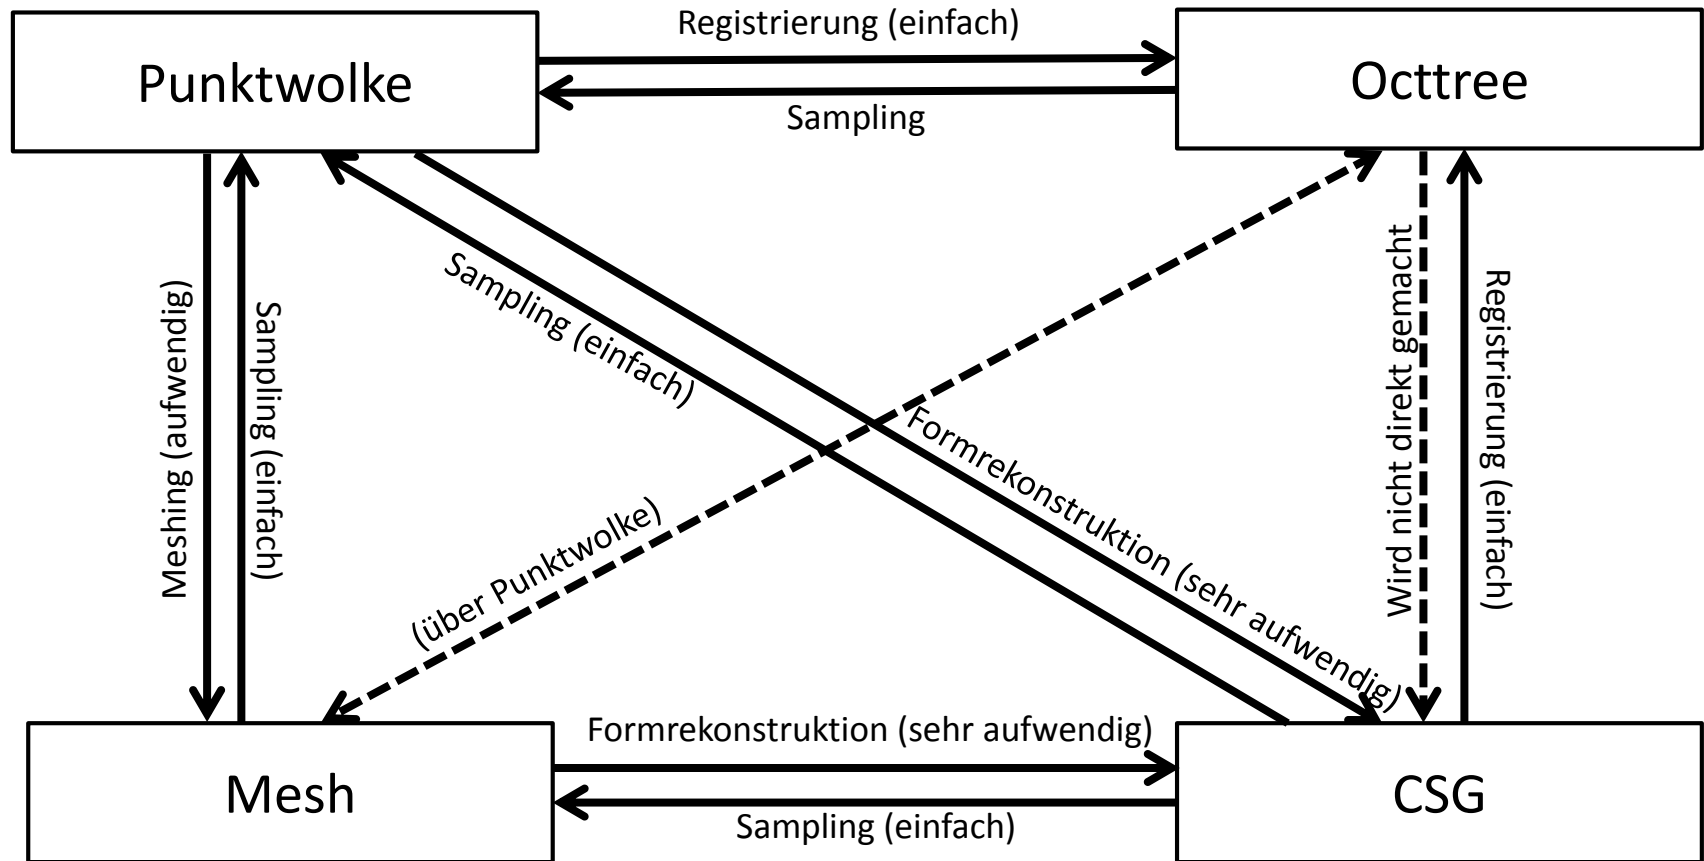 Registrierung (einfach)
Punktwolke
Octtree
Sampling
Meshing (aufwendig)
Sampling (einfach)
Sampling (einfach)
Formrekonstruktion (sehr aufwendig)
(über Punktwolke)
Wird nicht direkt gemacht
Registrierung (einfach)
Formrekonstruktion (sehr aufwendig)
Mesh
CSG
Sampling (einfach)